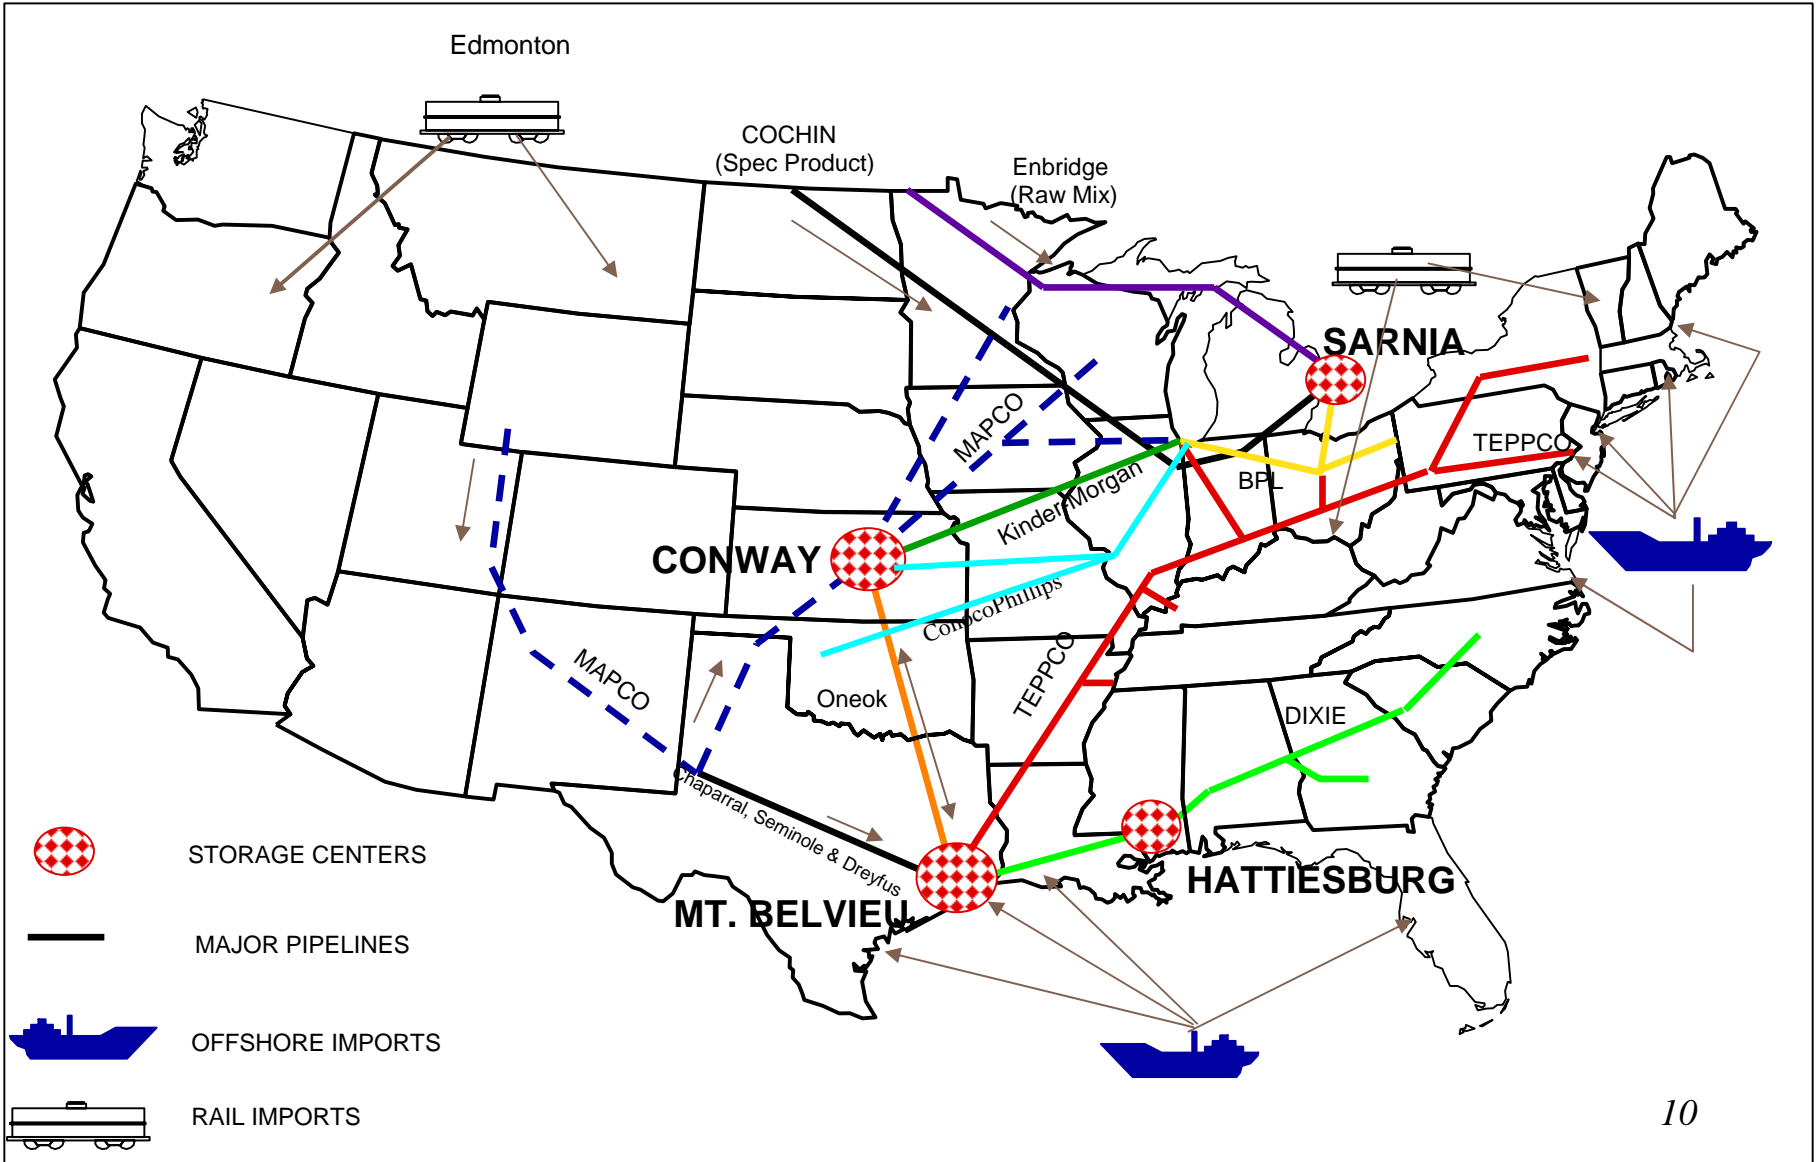 Edmonton
COCHIN
(Spec Product)
Enbridge
(Raw Mix)
SARNIA
MAPCO
TEPPCO
BPL
Kinder-Morgan
CONWAY
ConocoPhillips
MAPCO
TEPPCO
Oneok
DIXIE
Chaparral, Seminole & Dreyfus
HATTIESBURG
MT. BELVIEU
STORAGE CENTERS
MAJOR PIPELINES
OFFSHORE IMPORTS
RAIL IMPORTS
10